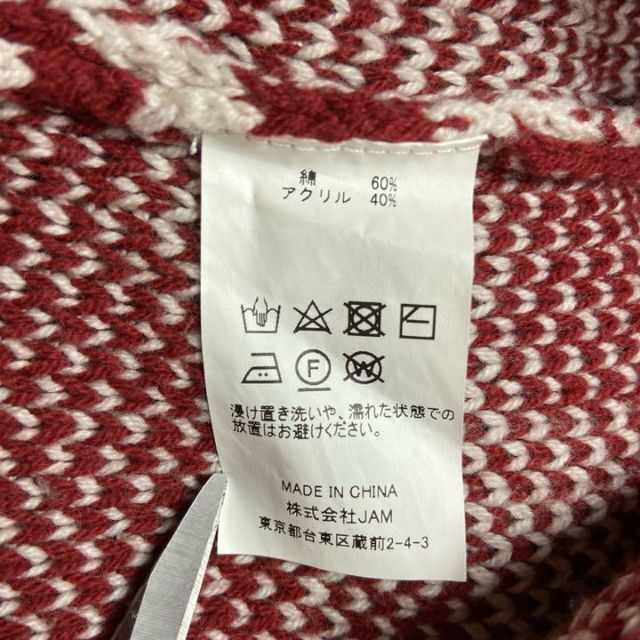 綿 60%
アクリル 40%
F
W
浸け置き洗いや、濡れた状態での
放置はお避けください。
MADE IN CHINA
株式会社JAM
東京都台東区蔵前2-4-3